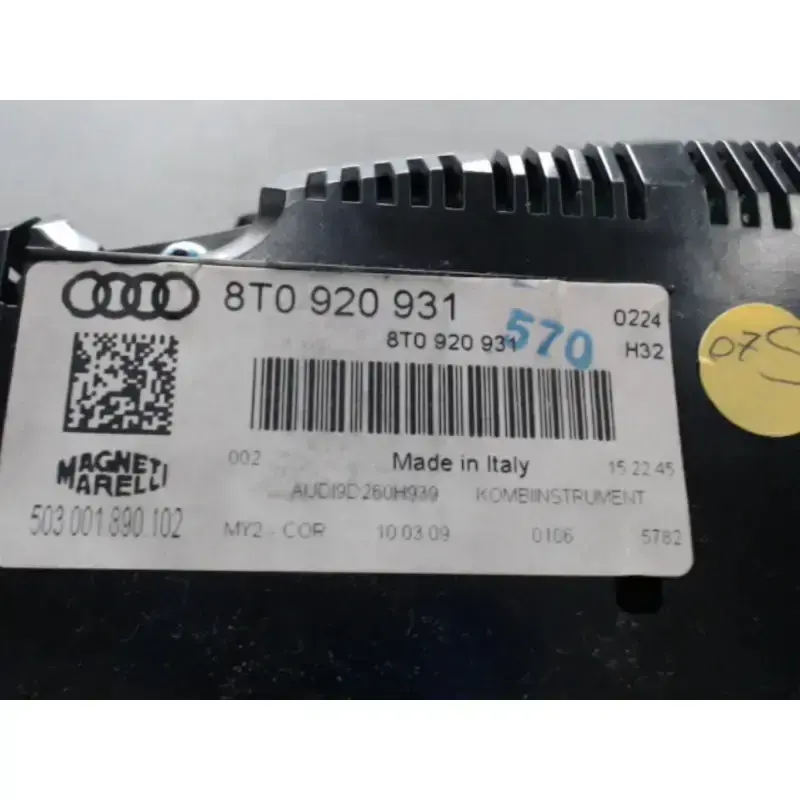 8T0 920 931
8T0 920 931
570
0224
H32
075
002
Made in Italy
15 22 45
MAGNETI
MARELLI
AUDI9D260H939 KOMBIINSTRUMENT
503 001 890 102
MY2 - COR 10 03 09 0106 5782